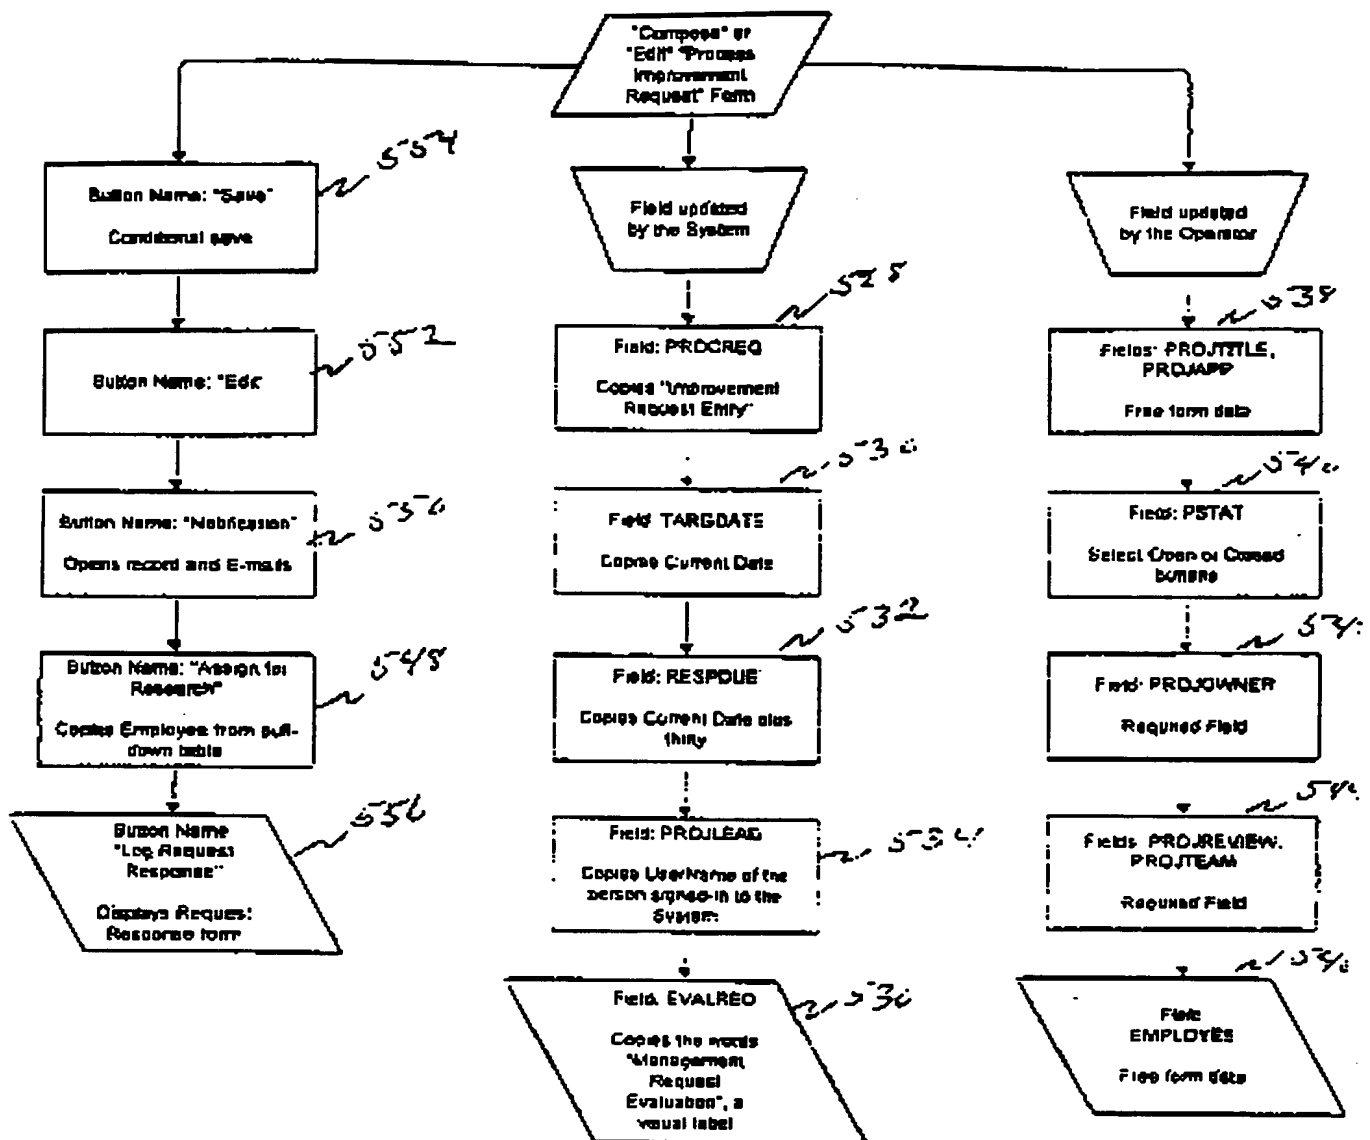 "Compose" or
"Edit" "Process
Improvement
Request" Form
Button Name: "Save"
Conditional save
554
Button Name: "Edit"
552
Button Name: "Notification"
Opens record and E-mails
Button Name: "Assign for
Research"
Copies Employee from pull-
down table
548
Button Name
"Log Request
Response"
Displays Request
Response form
556
Field updated
by the System
Field: PROCREQ
Copies "Improvement
Request Entry"
528
Field: TARGDATE
Copies Current Date
530
Field: RESPDUE
Copies Current Date plus
thirty
532
Field: PROJLEAD
Copies UserName of the
person signed-in to the
System
534
Field: EVALREQ
Copies the words
"Management
Request
Evaluation", a
visual label
536
Field updated
by the Operator
Fields: PROJTITLE,
PROJAPP
Free form data
538
Field: PSTAT
Select Open or Closed
buttons
540
Field: PROJOWNER
Required Field
Fields: PROJREVIEW,
PROJTEAM
Required Field
Field:
EMPLOYES
Free form data